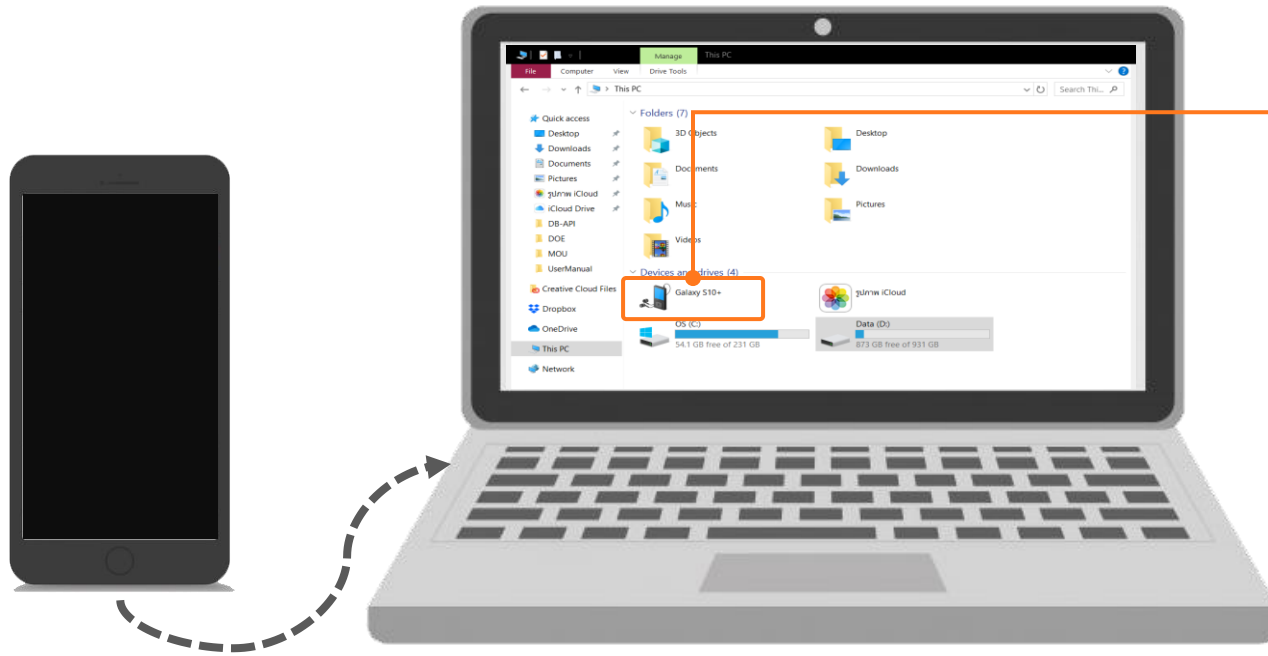 Manage This PC
File Computer View Drive Tools
This PC
Search Thi...
Quick access
Desktop
Downloads
Documents
Pictures
รูปภาพ iCloud
iCloud Drive
DB-API
DOE
MOU
UserManual
Creative Cloud Files
Dropbox
OneDrive
This PC
Network
Folders (7)
3D Objects
Desktop
Documents
Downloads
Music
Pictures
Videos
Devices and drives (4)
Galaxy S10+
รูปภาพ iCloud
OS (C:)
54.1 GB free of 231 GB
Data (D:)
873 GB free of 931 GB